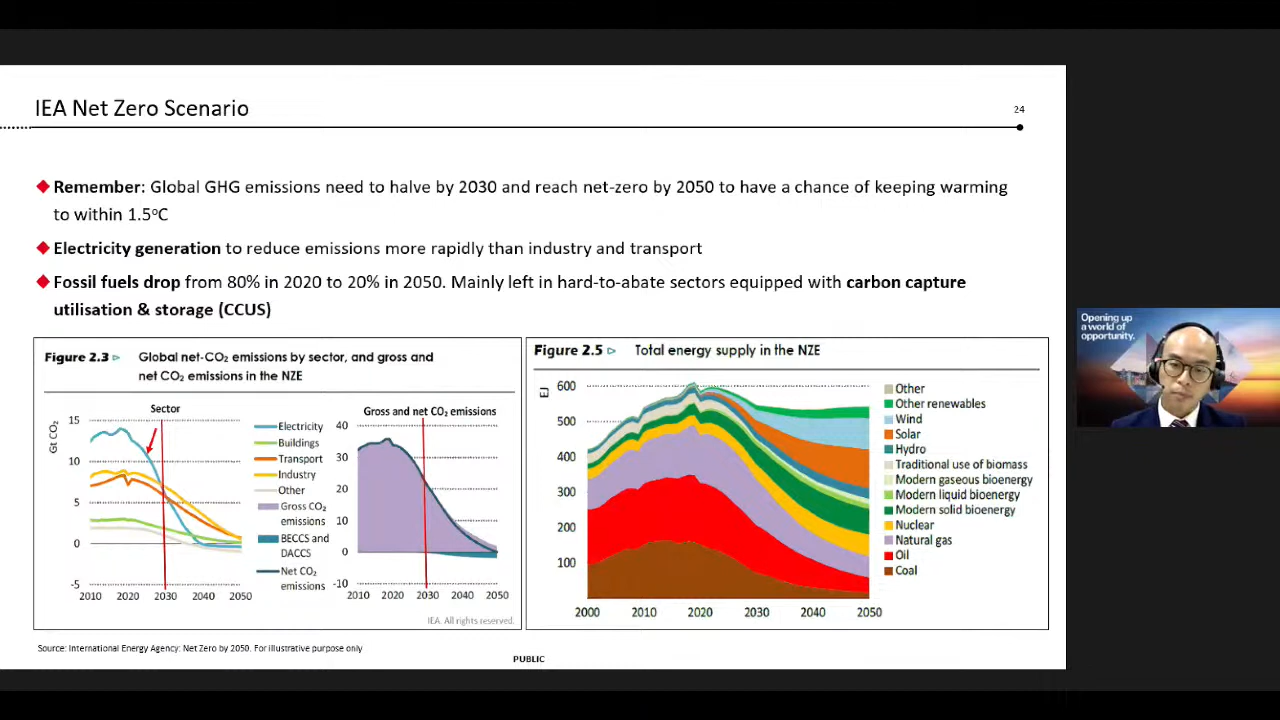 IEA Net Zero Scenario
24
Remember: Global GHG emissions need to halve by 2030 and reach net-zero by 2050 to have a chance of keeping warming
to within 1.5°C
Electricity generation to reduce emissions more rapidly than industry and transport
Fossil fuels drop from 80% in 2020 to 20% in 2050. Mainly left in hard-to-abate sectors equipped with carbon capture
utilisation & storage (CCUS)
Figure 2.3 ▷ Global net-CO₂ emissions by sector, and gross and
net CO₂ emissions in the NZE
Sector
Gt CO₂
15
10
5
0
-5
2010 2020 2030 2040 2050
Electricity
Buildings
Transport
Industry
Other
Gross CO₂
emissions
BECCS and
DACCS
Net CO₂
emissions
Gross and net CO₂ emissions
40
30
20
10
0
-10
2010 2020 2030 2040 2050
IEA. All rights reserved.
Figure 2.5 ▷ Total energy supply in the NZE
EJ
600
500
400
300
200
100
2000 2010 2020 2030 2040 2050
Other
Other renewables
Wind
Solar
Hydro
Traditional use of biomass
Modern gaseous bioenergy
Modern liquid bioenergy
Modern solid bioenergy
Nuclear
Natural gas
Oil
Coal
Opening up
a world of
opportunity.
Source: International Energy Agency: Net Zero by 2050. For illustrative purpose only
PUBLIC